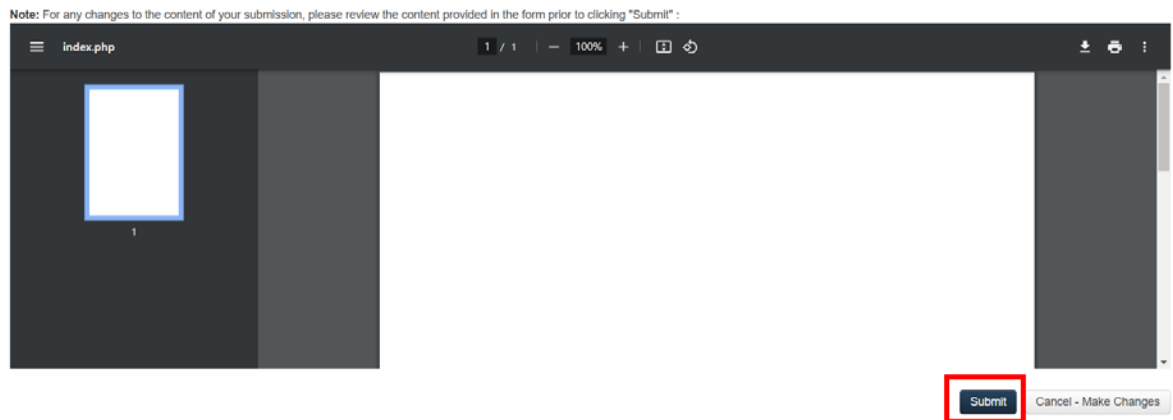 Note: For any changes to the content of your submission, please review the content provided in the form prior to clicking "Submit" :
index.php 1 / 1 100%
1
Submit Cancel - Make Changes